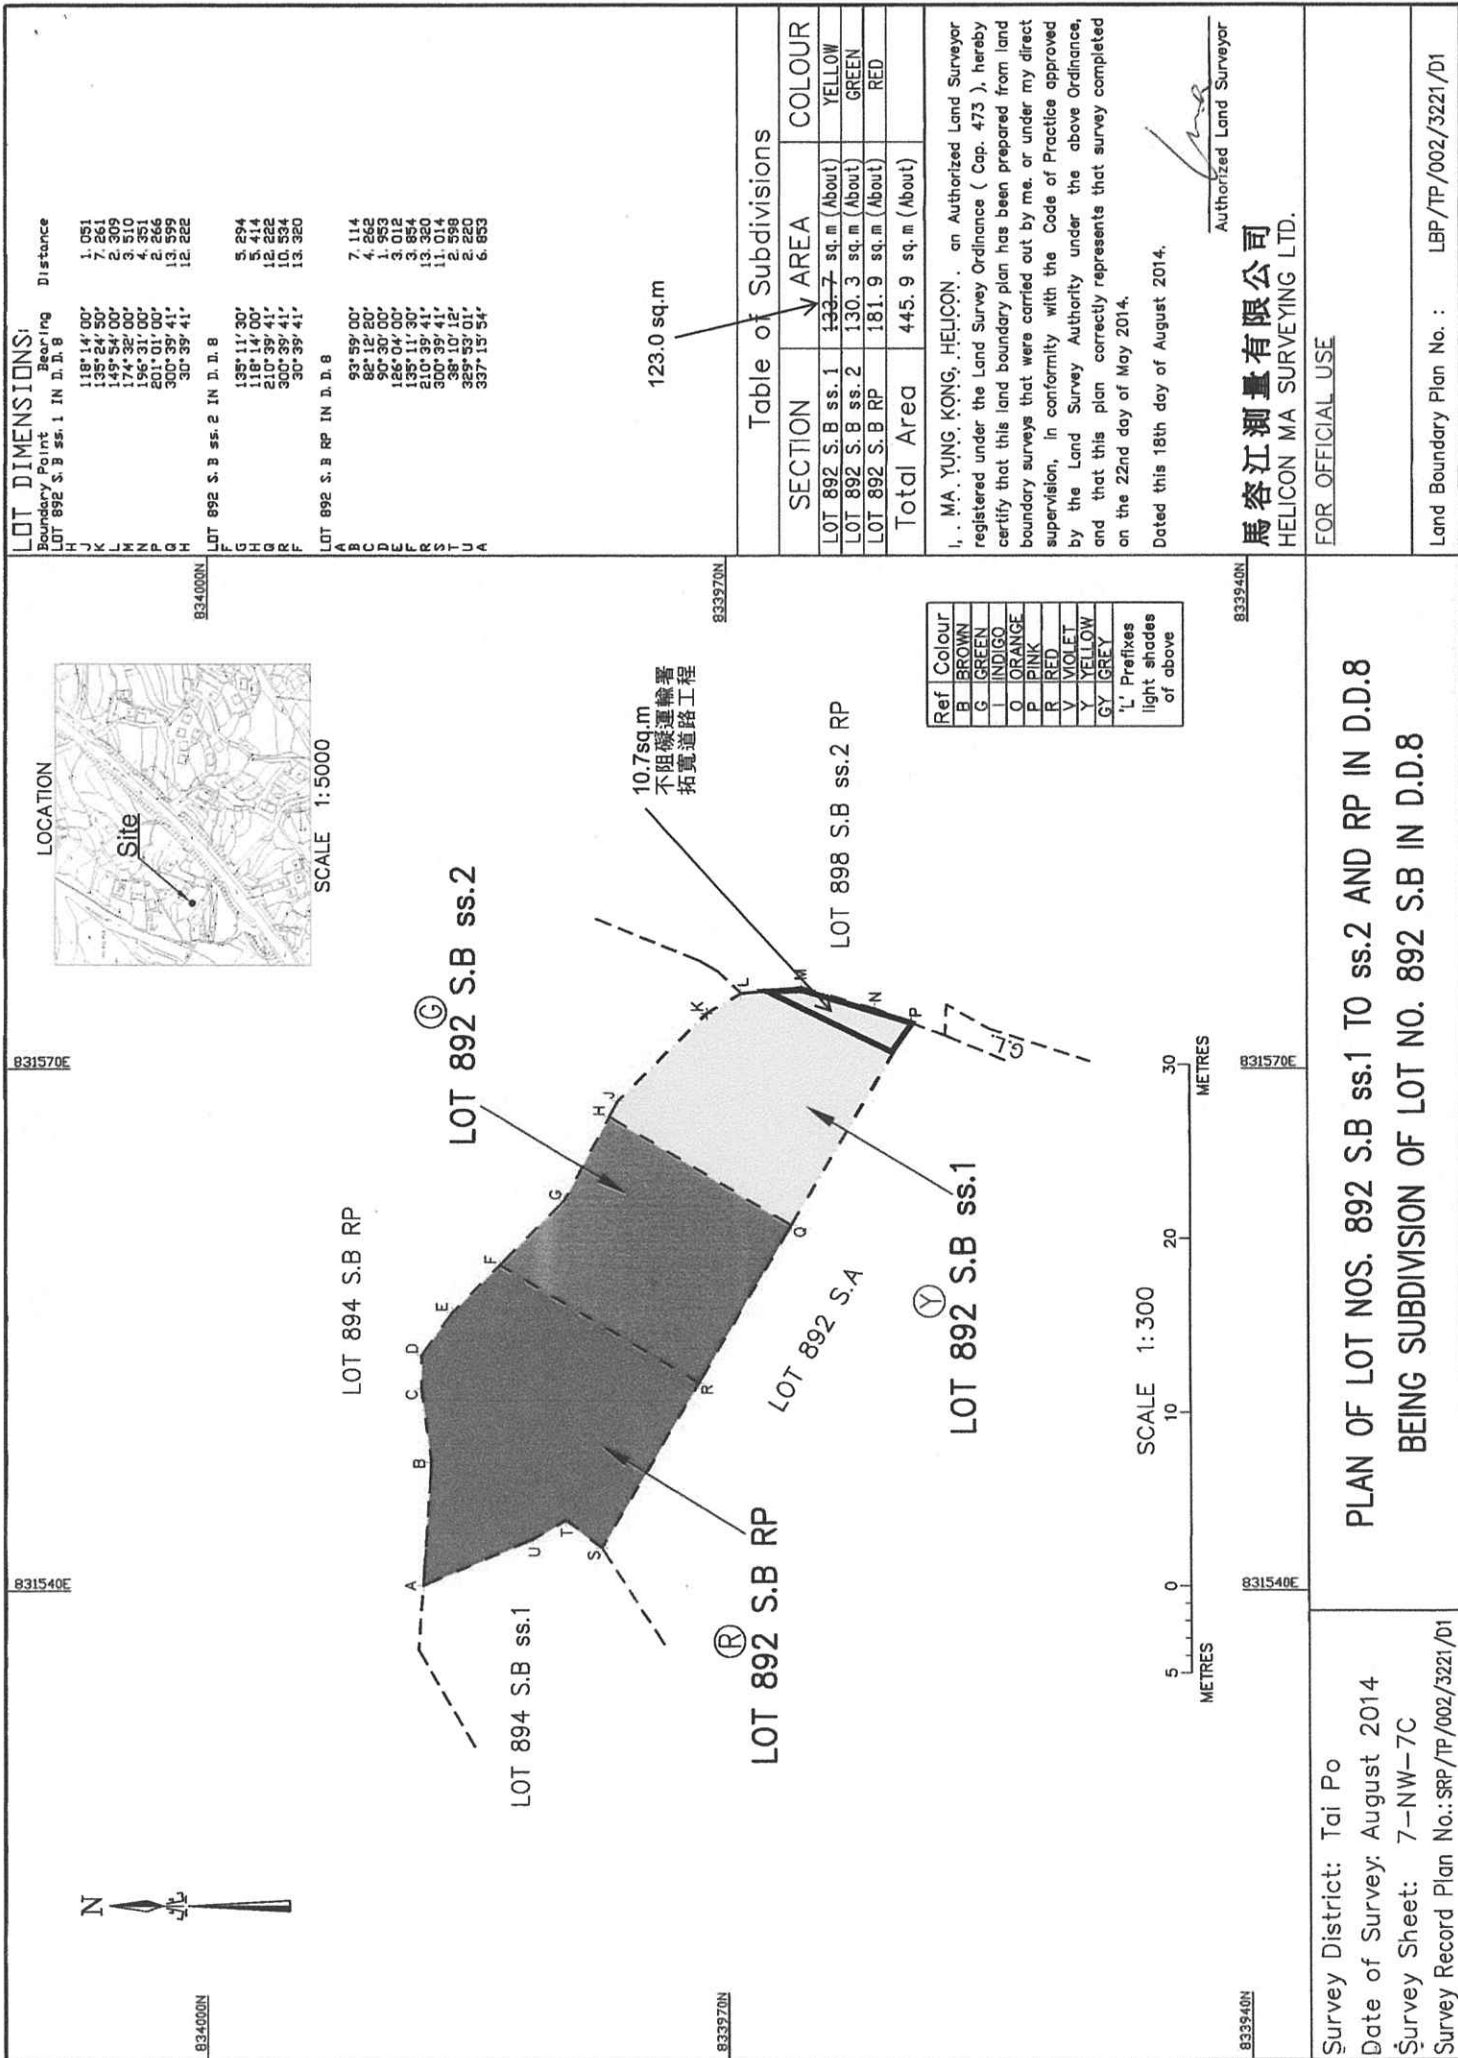 N
LOCATION
Site
SCALE 1:5000
834000N
834000N
833970N
833970N
833940N
833940N
831540E
831570E
831540E
831570E
LOT 894 S.B RP
LOT 894 S.B ss.1
Ⓖ
LOT 892 S.B ss.2
Ⓡ
LOT 892 S.B RP
Ⓨ
LOT 892 S.B ss.1
LOT 892 S.A
LOT 898 S.B ss.2 RP
10.7sq.m
不阻礙運輸署
拓寬道路工程
A
B
C
D
E
F
G
H
J
K
L
M
N
P
Q
R
S
T
U
G.L.
SCALE 1:300
5 0 10 20 30
METRES METRES
Ref Colour
B BROWN
G GREEN
I INDIGO
O ORANGE
P PINK
R RED
V VIOLET
Y YELLOW
GY GREY
'L' Prefixes
light shades
of above
LOT DIMENSIONS:
Boundary Point Bearing Distance
LOT 892 S.B ss.1 IN D.D.8
H
J 118°14'00" 1.051
K 135°24'50" 7.261
L 149°54'00" 2.309
M 174°32'00" 3.510
N 196°31'00" 4.351
P 201°01'00" 2.266
Q 300°39'41" 13.599
H 30°39'41" 12.222
LOT 892 S.B ss.2 IN D.D.8
F
G 135°11'30" 5.294
H 118°14'00" 5.414
Q 210°39'41" 12.222
R 300°39'41" 10.534
F 30°39'41" 13.320
LOT 892 S.B RP IN D.D.8
A
B 93°59'00" 7.114
C 82°12'20" 4.262
D 90°30'00" 1.953
E 126°04'00" 3.012
F 135°11'30" 3.854
R 210°39'41" 13.320
S 300°39'41" 11.014
T 38°10'12" 2.598
U 329°53'01" 2.220
A 337°15'54" 6.853
123.0 sq.m
Table of Subdivisions
SECTION AREA COLOUR
LOT 892 S.B ss.1 133.7 sq.m (About) YELLOW
LOT 892 S.B ss.2 130.3 sq.m (About) GREEN
LOT 892 S.B RP 181.9 sq.m (About) RED
Total Area 445.9 sq.m (About)
I, . MA YUNG KONG, HELICON . an Authorized Land Surveyor
registered under the Land Survey Ordinance ( Cap. 473 ), hereby
certify that this land boundary plan has been prepared from land
boundary surveys that were carried out by me, or under my direct
supervision, in conformity with the Code of Practice approved
by the Land Survey Authority under the above Ordinance,
and that this plan correctly represents that survey completed
on the 22nd day of May 2014.
Dated this 18th day of August 2014.
Authorized Land Surveyor
馬容江測量有限公司
HELICON MA SURVEYING LTD.
FOR OFFICIAL USE
Land Boundary Plan No. : LBP/TP/002/3221/D1
Survey District: Tai Po
Date of Survey: August 2014
Survey Sheet: 7-NW-7C
Survey Record Plan No.:SRP/TP/002/3221/D1
PLAN OF LOT NOS. 892 S.B ss.1 TO ss.2 AND RP IN D.D.8
BEING SUBDIVISION OF LOT NO. 892 S.B IN D.D.8